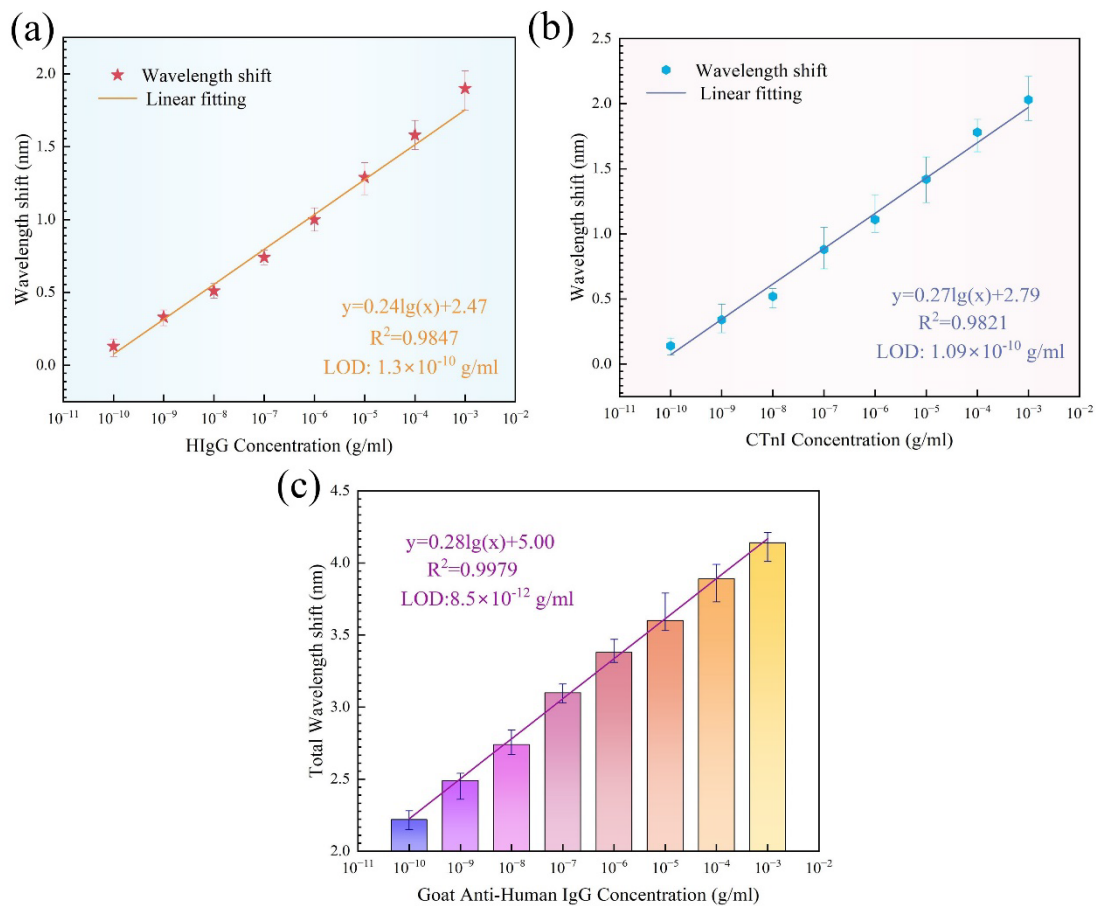 (a)
2.0
1.5
1.0
0.5
0.0
Wavelength shift (nm)
Wavelength shift
Linear fitting
y=0.24lg(x)+2.47
R²=0.9847
LOD: 1.3×10⁻¹⁰ g/ml
10⁻¹¹ 10⁻¹⁰ 10⁻⁹ 10⁻⁸ 10⁻⁷ 10⁻⁶ 10⁻⁵ 10⁻⁴ 10⁻³ 10⁻²
HIgG Concentration (g/ml)
(b)
2.5
2.0
1.5
1.0
0.5
0.0
Wavelength shift (nm)
Wavelength shift
Linear fitting
y=0.27lg(x)+2.79
R²=0.9821
LOD: 1.09×10⁻¹⁰ g/ml
10⁻¹¹ 10⁻¹⁰ 10⁻⁹ 10⁻⁸ 10⁻⁷ 10⁻⁶ 10⁻⁵ 10⁻⁴ 10⁻³ 10⁻²
CTnI Concentration (g/ml)
(c)
4.5
4.0
3.5
3.0
2.5
2.0
Total Wavelength shift (nm)
y=0.28lg(x)+5.00
R²=0.9979
LOD:8.5×10⁻¹² g/ml
10⁻¹¹ 10⁻¹⁰ 10⁻⁹ 10⁻⁸ 10⁻⁷ 10⁻⁶ 10⁻⁵ 10⁻⁴ 10⁻³ 10⁻²
Goat Anti-Human IgG Concentration (g/ml)